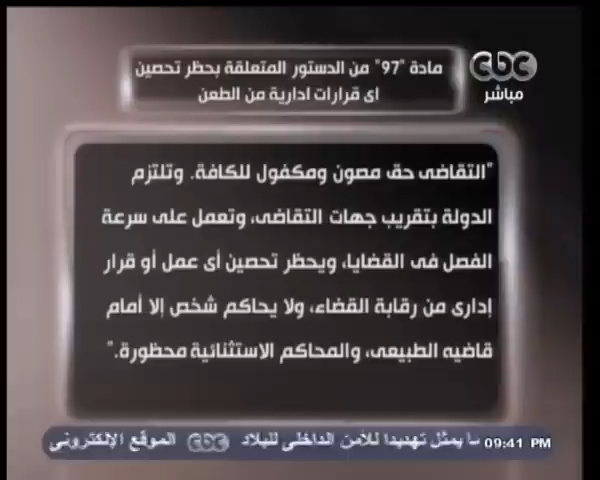 مادة "97" من الدستور المتعلقة بحظر تحصين
اى قرارات ادارية من الطعن
cbc
مباشر
"التقاضى حق مصون ومكفول للكافة. وتلتزم
الدولة بتقريب جهات التقاضى، وتعمل على سرعة
الفصل فى القضايا، ويحظر تحصين أى عمل أو قرار
إدارى من رقابة القضاء، ولا يحاكم شخص إلا أمام
قاضيه الطبيعى، والمحاكم الاستثنائية محظورة."
09:41 PM ما يمثل تهديدا للأمن الداخلى للبلاد cbc الموقع الإلكترونى